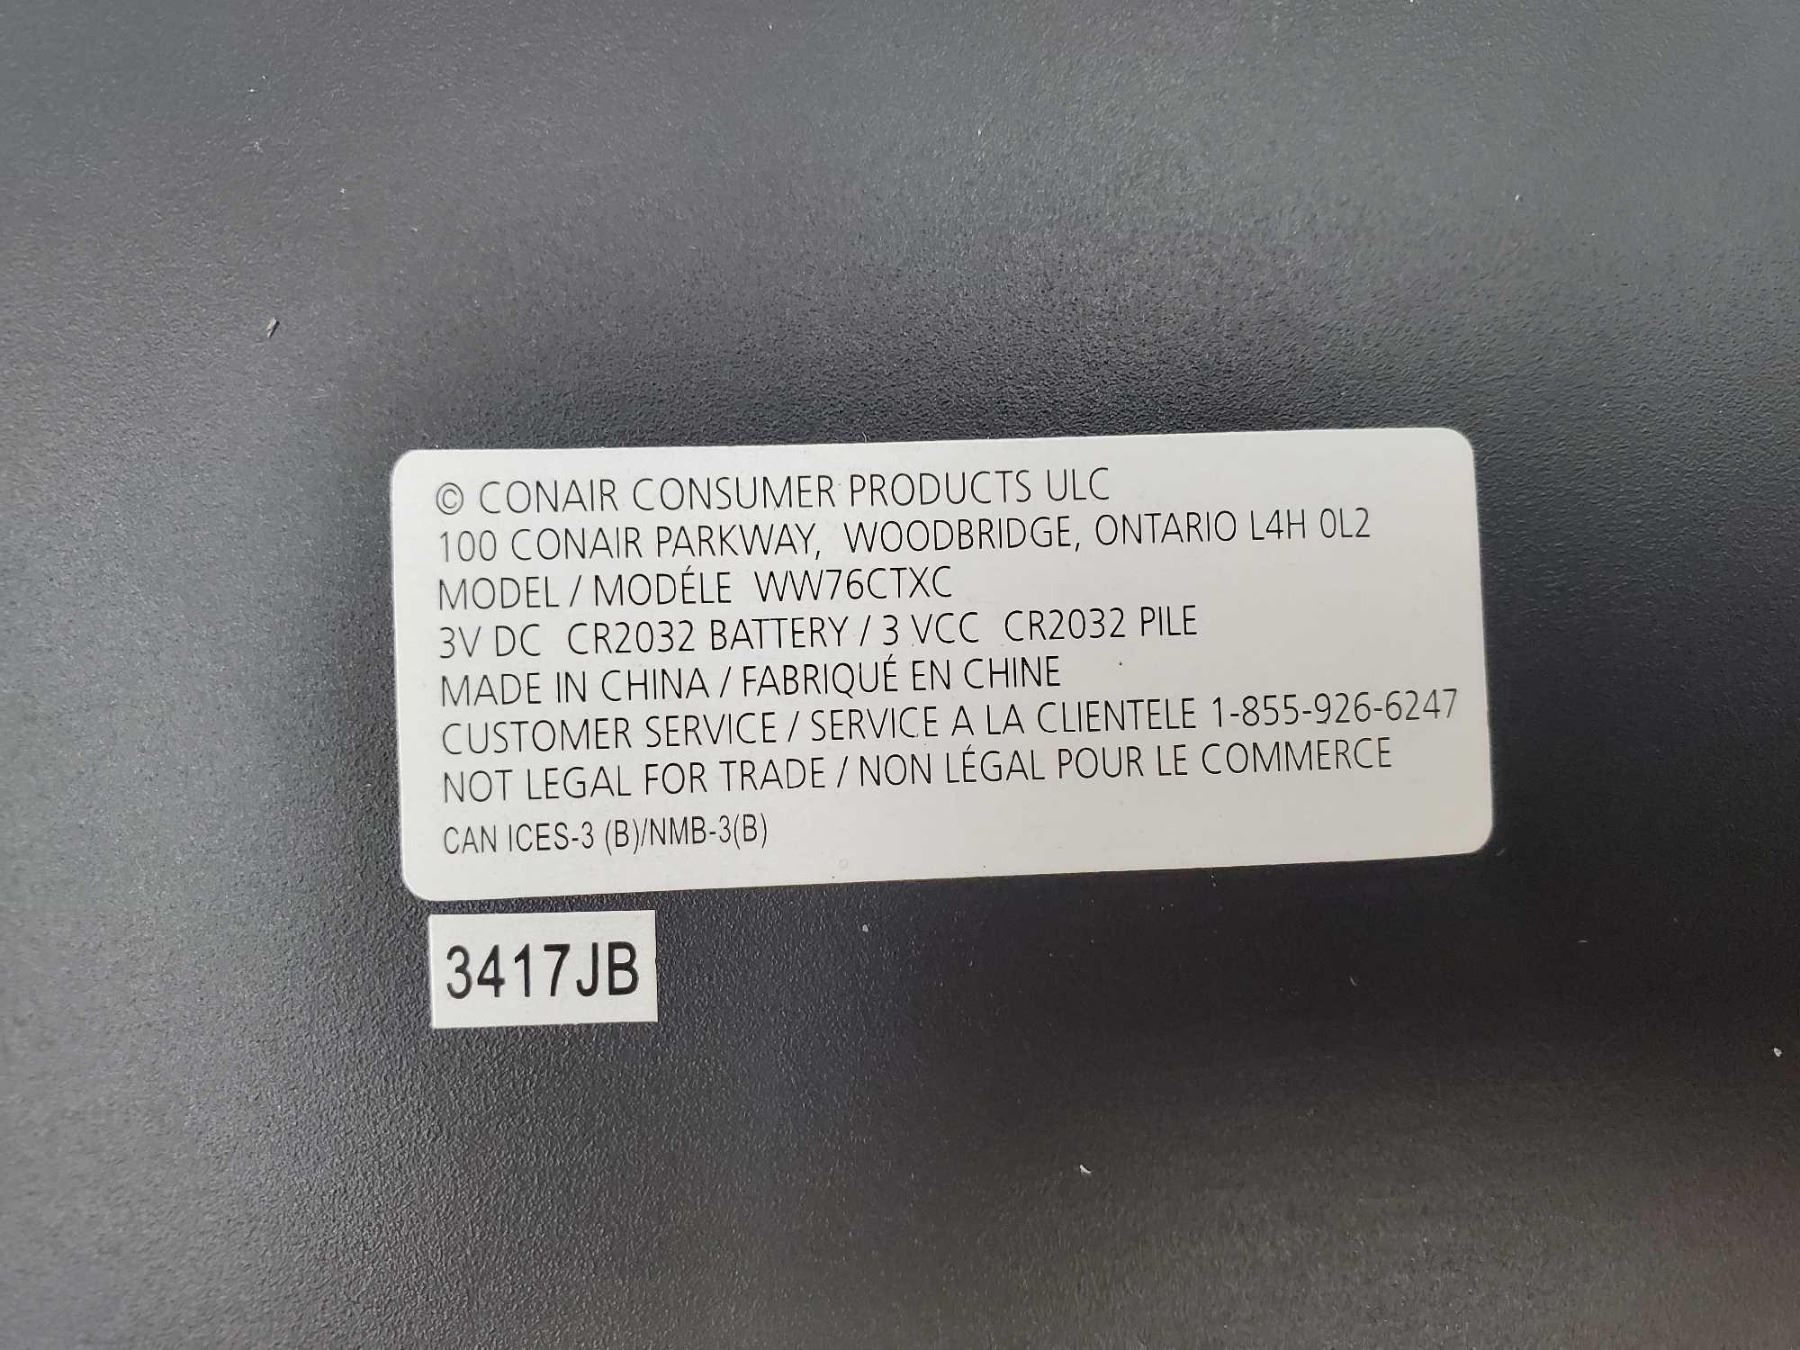 © CONAIR CONSUMER PRODUCTS ULC
100 CONAIR PARKWAY, WOODBRIDGE, ONTARIO L4H 0L2
MODEL / MODÉLE WW76CTXC
3V DC CR2032 BATTERY / 3 VCC CR2032 PILE
MADE IN CHINA / FABRIQUÉ EN CHINE
CUSTOMER SERVICE / SERVICE A LA CLIENTELE 1-855-926-6247
NOT LEGAL FOR TRADE / NON LÉGAL POUR LE COMMERCE
CAN ICES-3 (B)/NMB-3(B)
3417JB